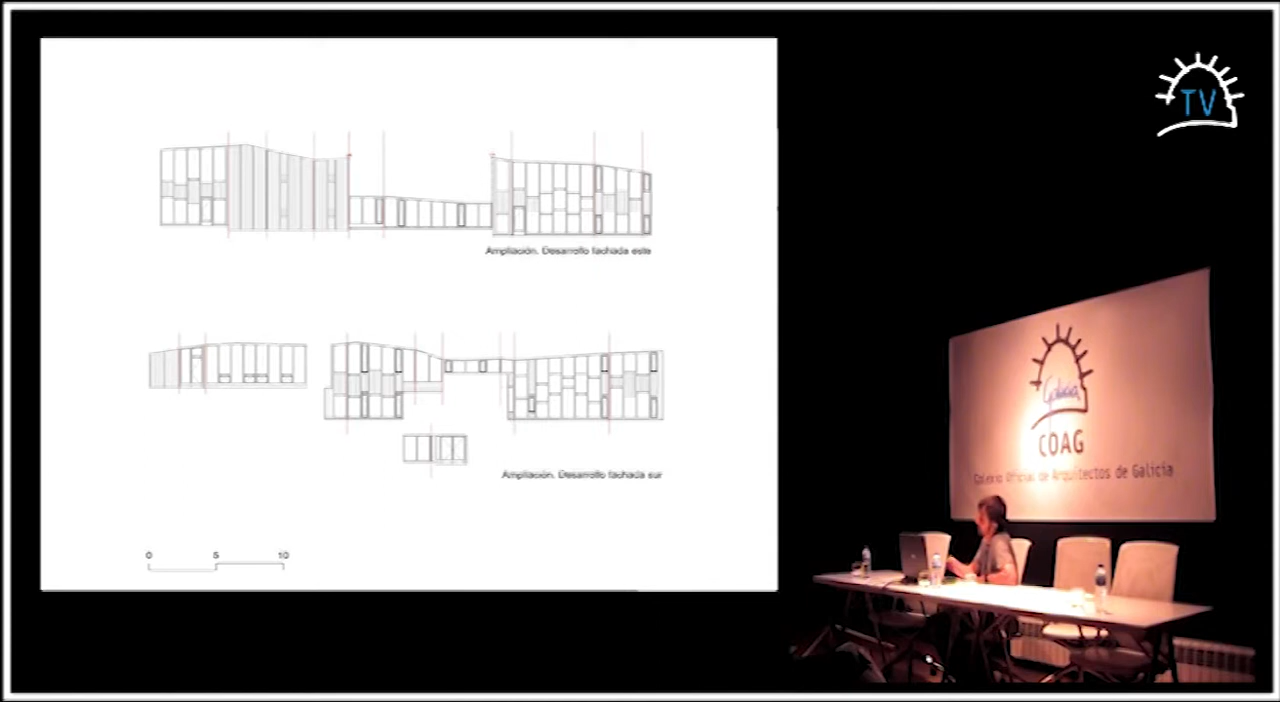 TV
Ampliación. Desarrollo fachada este
Ampliación. Desarrollo fachada sur
0 5 10
Galicia
COAG
Colexio Oficial de Arquitectos de Galicia